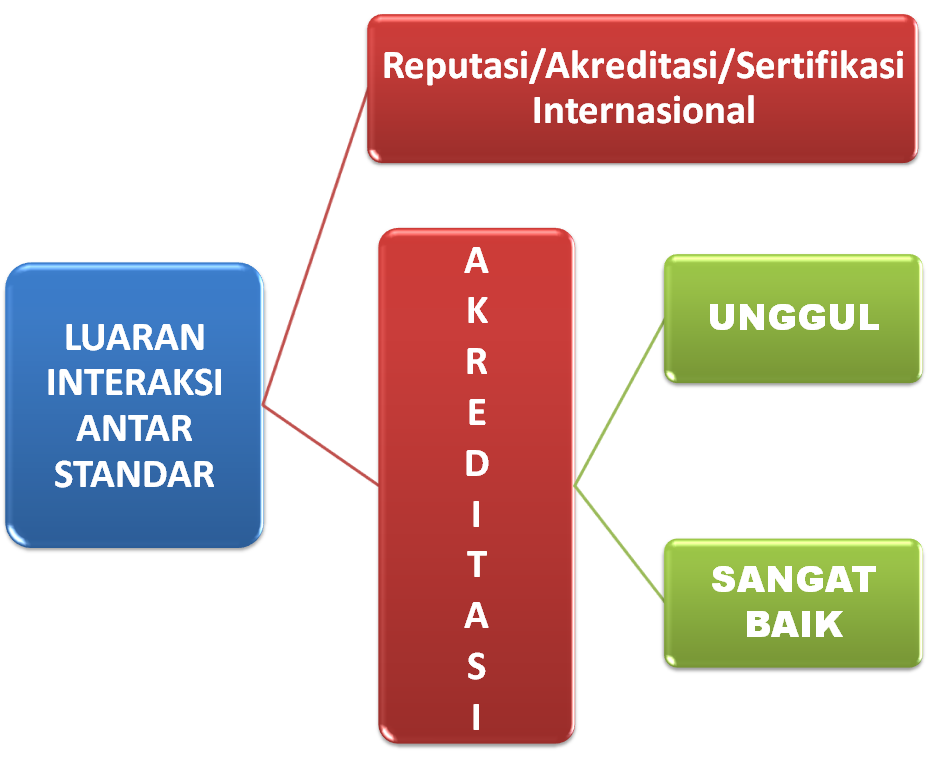 Reputasi/Akreditasi/Sertifikasi
Internasional
LUARAN
INTERAKSI
ANTAR
STANDAR
A
K
R
E
D
I
T
A
S
I
UNGGUL
SANGAT
BAIK